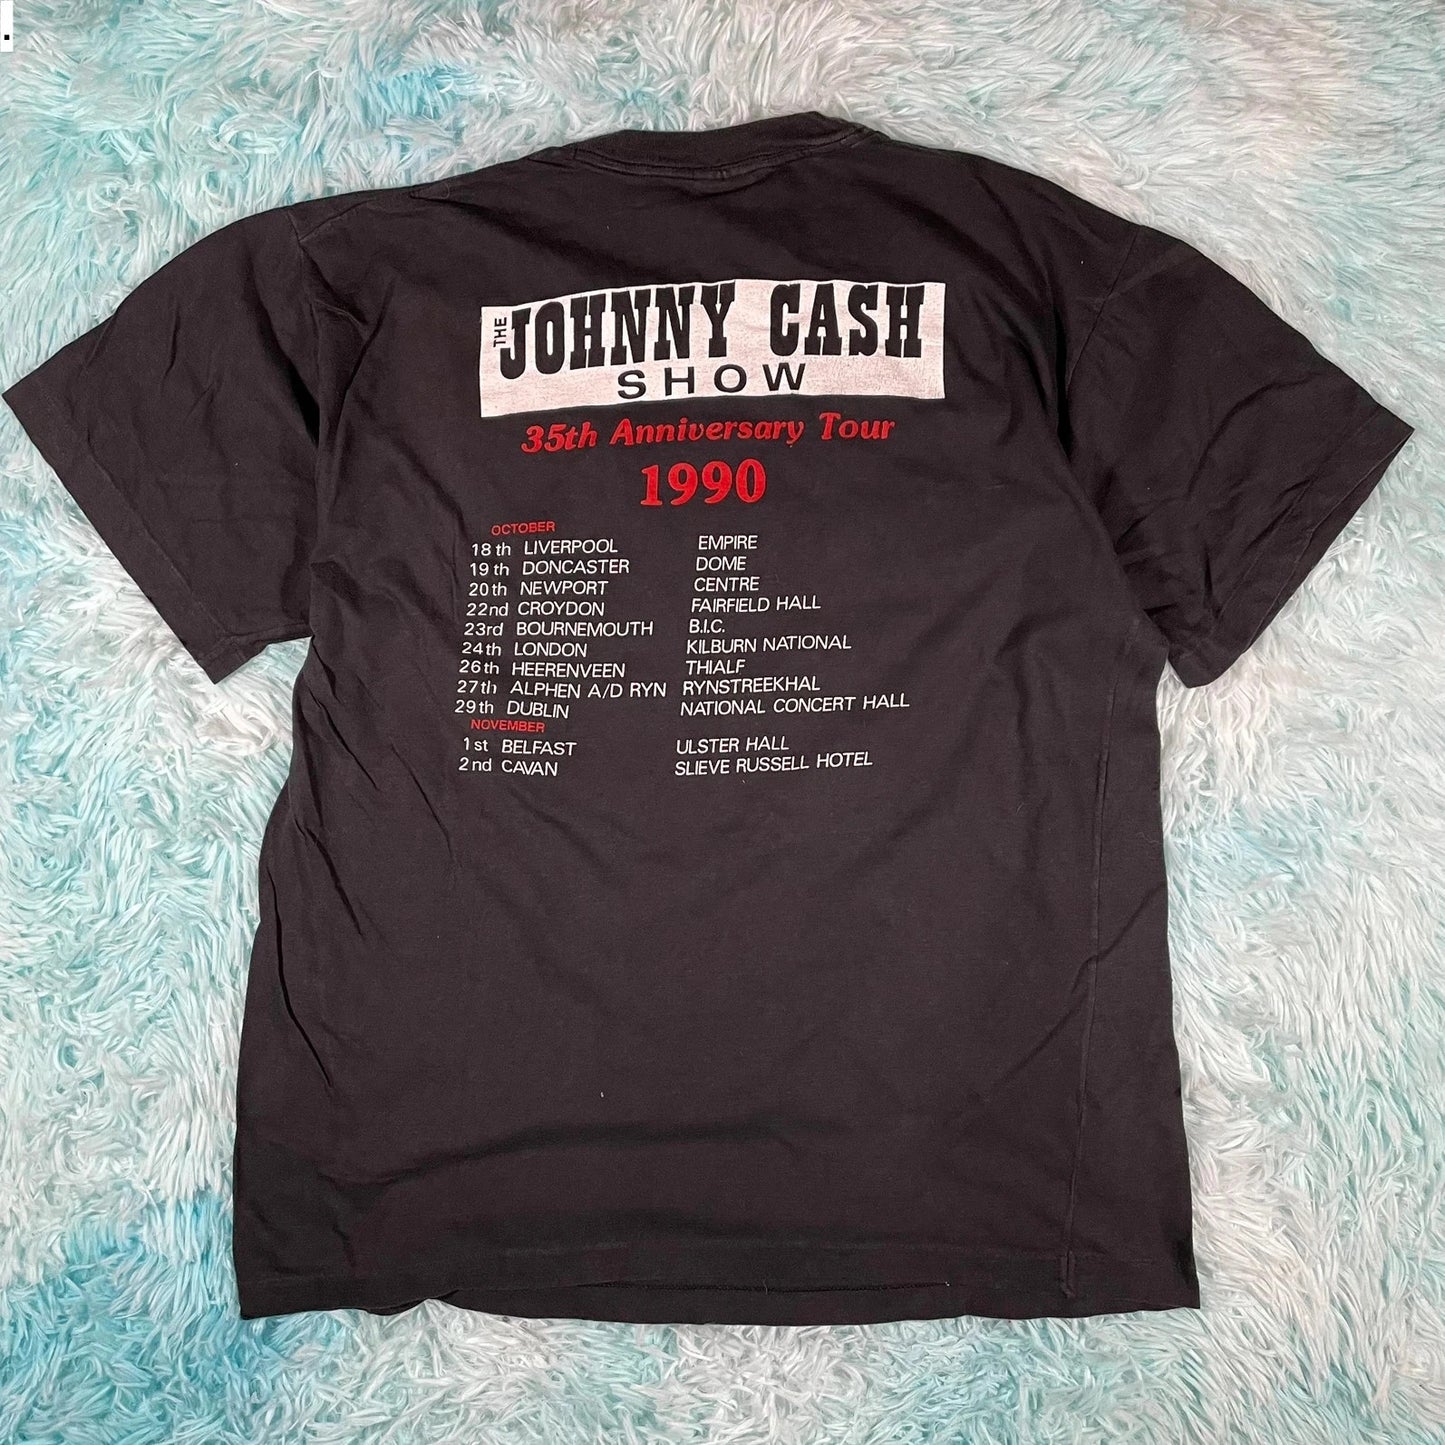 THE JOHNNY CASH
SHOW
35th Anniversary Tour
1990
OCTOBER
18th LIVERPOOL EMPIRE
19th DONCASTER DOME
20th NEWPORT CENTRE
22nd CROYDON FAIRFIELD HALL
23rd BOURNEMOUTH B.I.C.
24th LONDON KILBURN NATIONAL
26th HEERENVEEN THIALF
27th ALPHEN A/D RYN RYNSTREEKHAL
29th DUBLIN NATIONAL CONCERT HALL
NOVEMBER
1st BELFAST ULSTER HALL
2nd CAVAN SLIEVE RUSSELL HOTEL